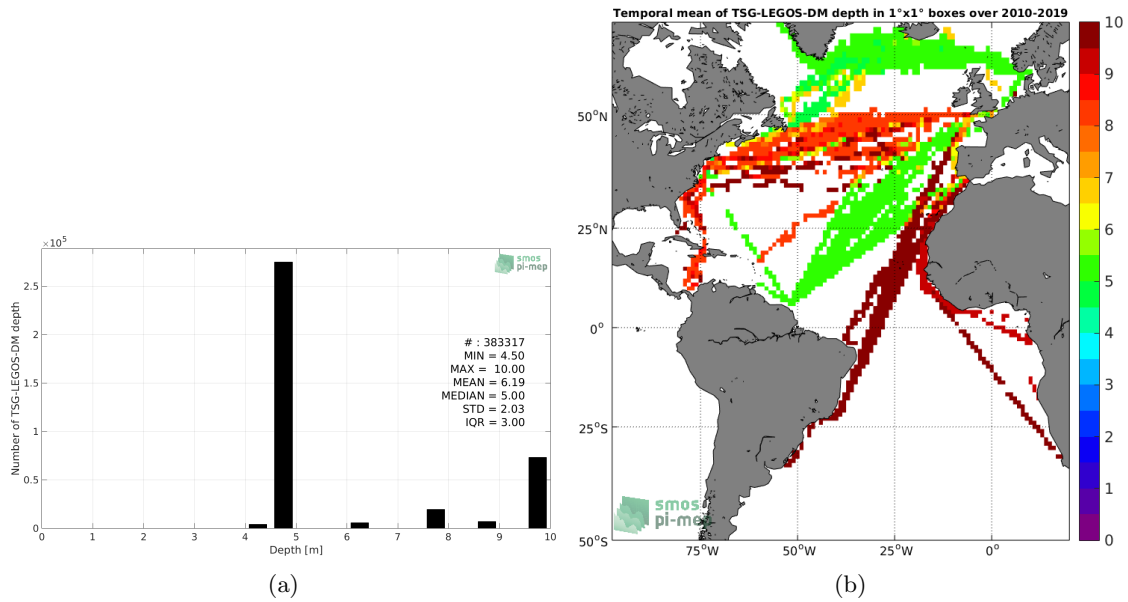 ×10⁵
2.5
2
1.5
1
0.5
0
Number of TSG-LEGOS-DM depth
smos
pi-mep
# : 383317
MIN = 4.50
MAX = 10.00
MEAN = 6.19
MEDIAN = 5.00
STD = 2.03
IQR = 3.00
0 1 2 3 4 5 6 7 8 9 10
Depth [m]
(a)
Temporal mean of TSG-LEGOS-DM depth in 1°x1° boxes over 2010-2019
50°N
25°N
0°
25°S
50°S
smos
pi-mep
75°W 50°W 25°W 0°
10
9
8
7
6
5
4
3
2
1
0
(b)